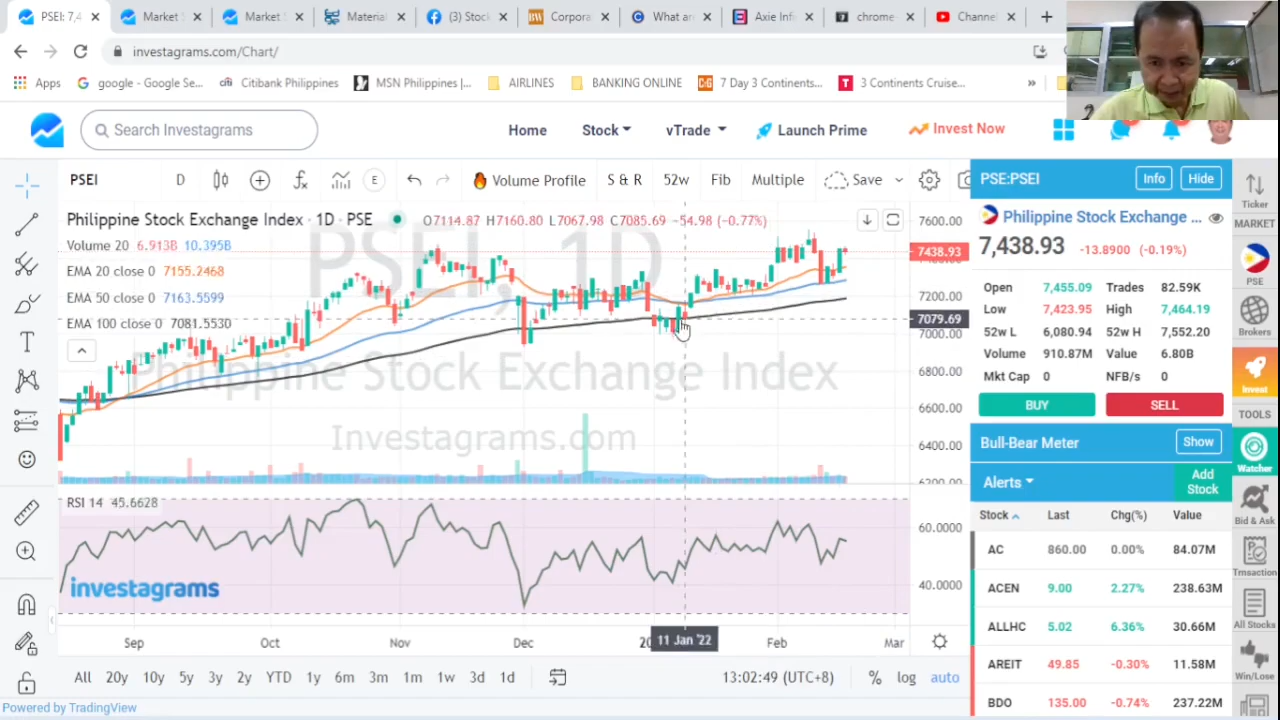 PSEI: 7,4
Market
Market
Material
(3) Stock
Corpora
What ar
Axie Inf
chrome-
Channel
investagrams.com/Chart/
Apps
google - Google Se...
Citibank Philippines
MSN Philippines |...
AIRLINES
BANKING ONLINE
7 Day 3 Continents...
3 Continents Cruise...
Search Investagrams
Home
Stock
vTrade
Launch Prime
Invest Now
PSEI
D
E
Volume Profile
S & R
52w
Fib
Multiple
Save
Philippine Stock Exchange Index · 1D · PSE
O7114.87 H7160.80 L7067.98 C7085.69 -54.98 (-0.77%)
Volume 20 6.913B 10.395B
EMA 20 close 0 7155.2468
EMA 50 close 0 7163.5599
EMA 100 close 0 7081.5530
PSEI, 1D
Philippine Stock Exchange Index
Investagrams.com
7600.00
7438.93
7200.00
7079.69
7000.00
6800.00
6600.00
6400.00
6200.00
RSI 14 45.6628
60.0000
40.0000
investagrams
Sep
Oct
Nov
Dec
11 Jan '22
Feb
Mar
All
20y
10y
5y
3y
2y
YTD
1y
6m
3m
1m
1w
3d
1d
13:02:49 (UTC+8)
%
log
auto
Powered by TradingView
PSE:PSEI
Info
Hide
Philippine Stock Exchange ...
7,438.93 -13.8900 (-0.19%)
Open 7,455.09 Trades 82.59K
Low 7,423.95 High 7,464.19
52w L 6,080.94 52w H 7,552.20
Volume 910.87M Value 6.80B
Mkt Cap 0 NFB/s 0
BUY
SELL
Bull-Bear Meter
Show
Alerts
Add
Stock
Stock Last Chg(%) Value
AC 860.00 0.00% 84.07M
ACEN 9.00 2.27% 238.63M
ALLHC 5.02 6.36% 30.66M
AREIT 49.85 -0.30% 11.58M
BDO 135.00 -0.74% 237.22M
Ticker
MARKET
PSE
Brokers
Invest
TOOLS
Watcher
Bid & Ask
Trnsaction
All Stocks
Win/Lose